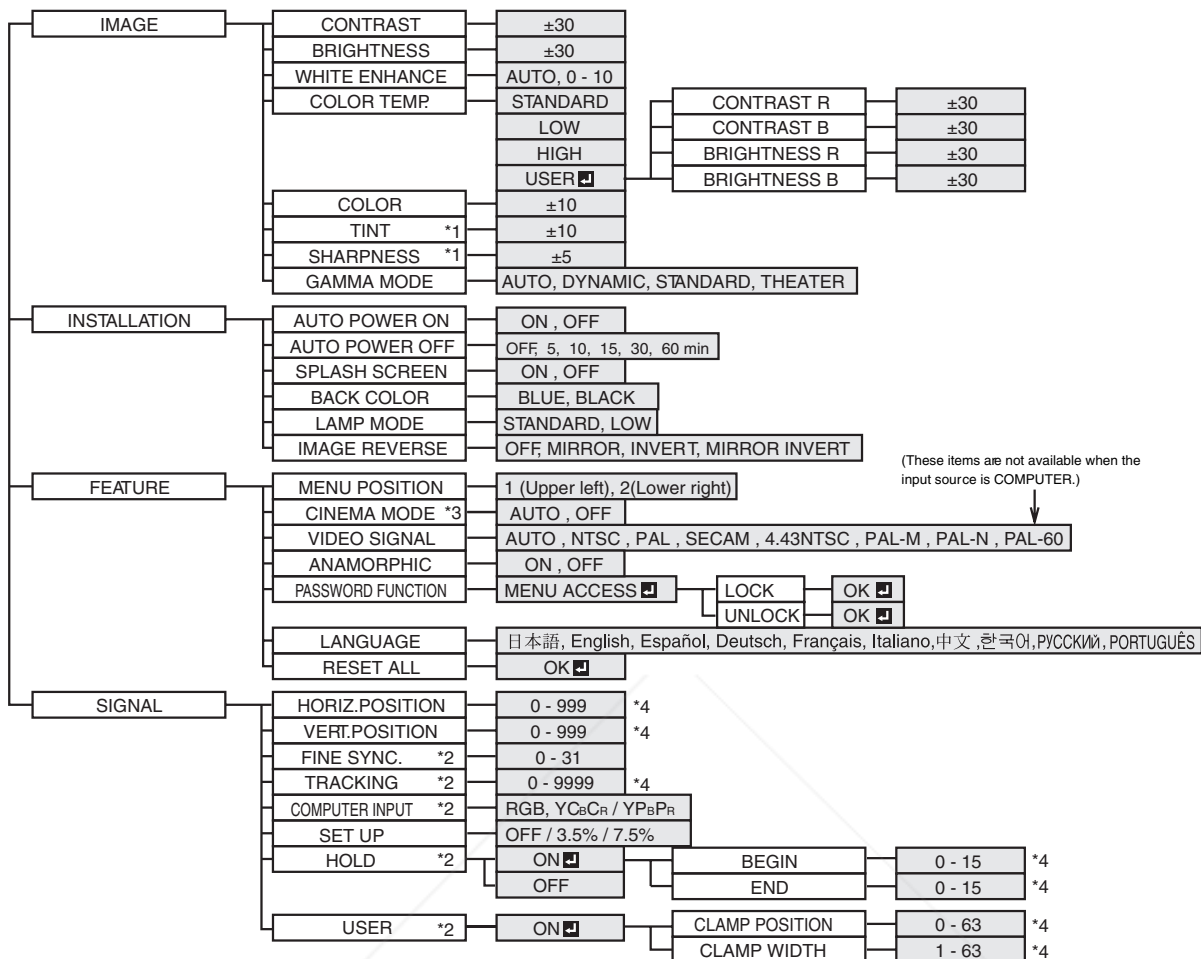 IMAGE CONTRAST ±30
BRIGHTNESS ±30
WHITE ENHANCE AUTO, 0 - 10
COLOR TEMP. STANDARD CONTRAST R ±30
LOW CONTRAST B ±30
HIGH BRIGHTNESS R ±30
USER BRIGHTNESS B ±30
COLOR ±10
TINT *1 ±10
SHARPNESS *1 ±5
GAMMA MODE AUTO, DYNAMIC, STANDARD, THEATER
INSTALLATION AUTO POWER ON ON , OFF
AUTO POWER OFF OFF, 5, 10, 15, 30, 60 min
SPLASH SCREEN ON , OFF
BACK COLOR BLUE, BLACK
LAMP MODE STANDARD, LOW
IMAGE REVERSE OFF, MIRROR, INVERT, MIRROR INVERT
(These items are not available when the
input source is COMPUTER.)
FEATURE MENU POSITION 1 (Upper left), 2(Lower right)
CINEMA MODE *3 AUTO , OFF
VIDEO SIGNAL AUTO , NTSC , PAL , SECAM , 4.43NTSC , PAL-M , PAL-N , PAL-60
ANAMORPHIC ON , OFF
PASSWORD FUNCTION MENU ACCESS LOCK OK
UNLOCK OK
LANGUAGE 日本語, English, Español, Deutsch, Français, Italiano,中文 ,한국어,РУССКИЙ, PORTUGUÊS
RESET ALL OK
SIGNAL HORIZ.POSITION 0 - 999 *4
VERT.POSITION 0 - 999 *4
FINE SYNC. *2 0 - 31
TRACKING *2 0 - 9999 *4
COMPUTER INPUT *2 RGB, YCBCR / YPBPR
SET UP OFF / 3.5% / 7.5%
HOLD *2 ON BEGIN 0 - 15 *4
OFF END 0 - 15 *4
USER *2 ON CLAMP POSITION 0 - 63 *4
CLAMP WIDTH 1 - 63 *4